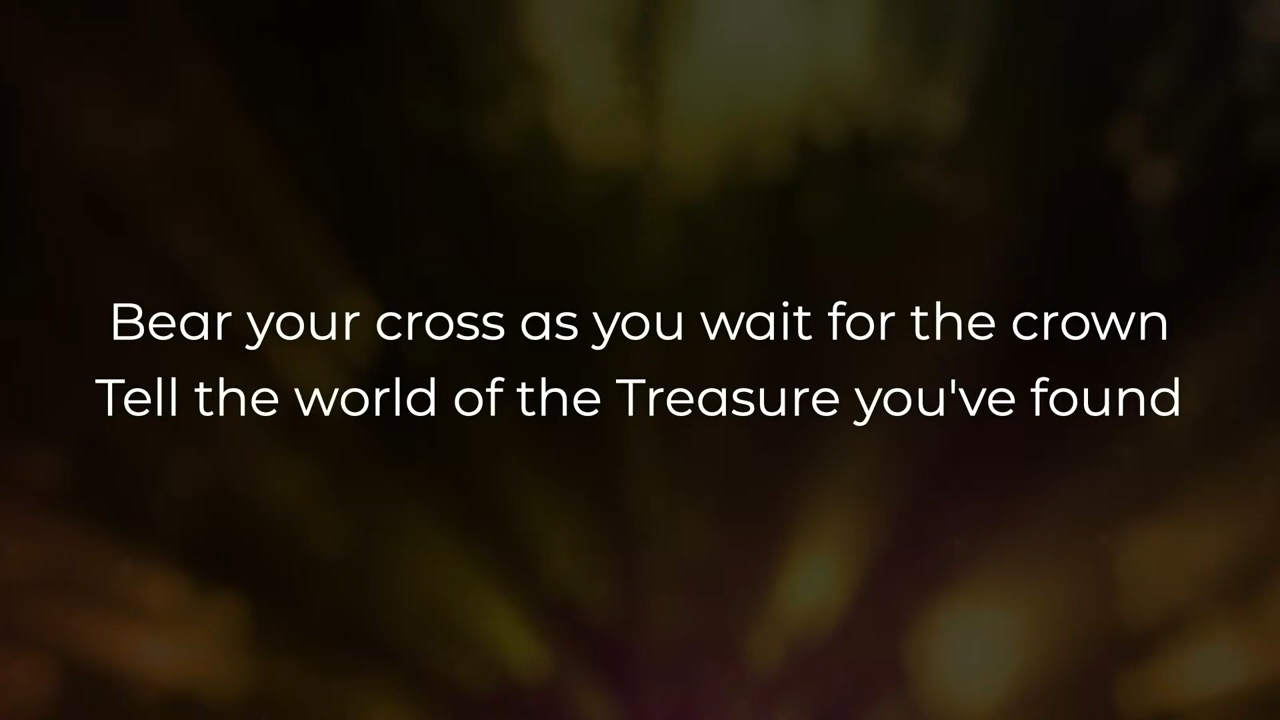 Bear your cross as you wait for the crown
Tell the world of the Treasure you've found